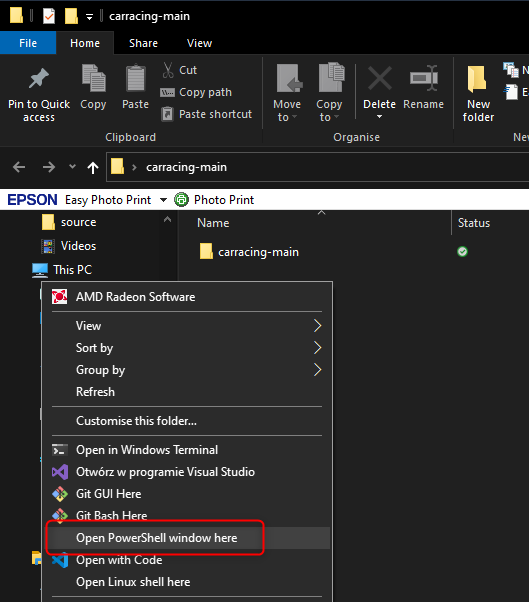 carracing-main
File Home Share View
Pin to Quick access
Copy
Paste
Cut
Copy path
Paste shortcut
Clipboard
Move to
Copy to
Delete
Rename
Organise
New folder
carracing-main
EPSON Easy Photo Print Photo Print
source
Videos
This PC
Name Status
carracing-main
AMD Radeon Software
View
Sort by
Group by
Refresh
Customise this folder...
Open in Windows Terminal
Otwórz w programie Visual Studio
Git GUI Here
Git Bash Here
Open PowerShell window here
Open with Code
Open Linux shell here